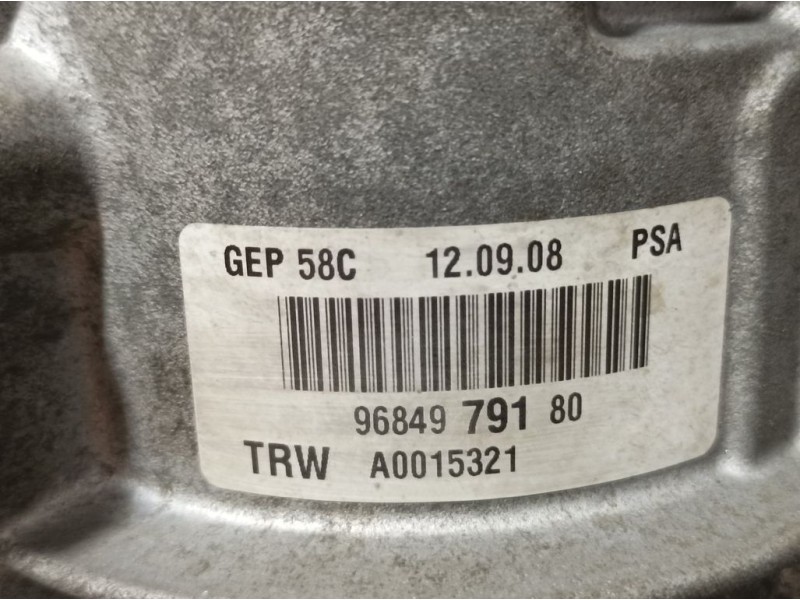 GEP 58C 12.09.08 PSA
96849 791 80
TRW A0015321